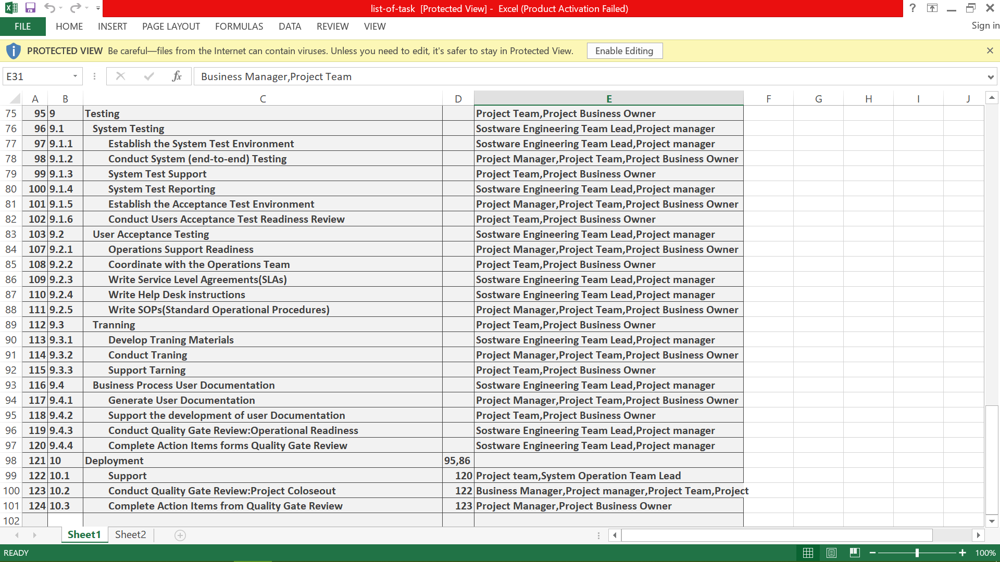 list-of-task [Protected View] - Excel (Product Activation Failed)
FILE HOME INSERT PAGE LAYOUT FORMULAS DATA REVIEW VIEW Sign in
PROTECTED VIEW Be careful—files from the Internet can contain viruses. Unless you need to edit, it's safer to stay in Protected View. Enable Editing
E31 fx Business Manager,Project Team
A B C D E F G H I J
75 95 9 Testing Project Team,Project Business Owner
76 96 9.1 System Testing Sostware Engineering Team Lead,Project manager
77 97 9.1.1 Establish the System Test Environment Sostware Engineering Team Lead,Project manager
78 98 9.1.2 Conduct System (end-to-end) Testing Project Manager,Project Team,Project Business Owner
79 99 9.1.3 System Test Support Project Team,Project Business Owner
80 100 9.1.4 System Test Reporting Sostware Engineering Team Lead,Project manager
81 101 9.1.5 Establish the Acceptance Test Environment Project Manager,Project Team,Project Business Owner
82 102 9.1.6 Conduct Users Acceptance Test Readiness Review Project Team,Project Business Owner
83 103 9.2 User Acceptance Testing Sostware Engineering Team Lead,Project manager
84 107 9.2.1 Operations Support Readiness Project Manager,Project Team,Project Business Owner
85 108 9.2.2 Coordinate with the Operations Team Project Team,Project Business Owner
86 109 9.2.3 Write Service Level Agreements(SLAs) Sostware Engineering Team Lead,Project manager
87 110 9.2.4 Write Help Desk instructions Sostware Engineering Team Lead,Project manager
88 111 9.2.5 Write SOPs(Standard Operational Procedures) Project Manager,Project Team,Project Business Owner
89 112 9.3 Tranning Project Team,Project Business Owner
90 113 9.3.1 Develop Traning Materials Sostware Engineering Team Lead,Project manager
91 114 9.3.2 Conduct Traning Project Manager,Project Team,Project Business Owner
92 115 9.3.3 Support Tarning Project Team,Project Business Owner
93 116 9.4 Business Process User Documentation Sostware Engineering Team Lead,Project manager
94 117 9.4.1 Generate User Documentation Project Manager,Project Team,Project Business Owner
95 118 9.4.2 Support the development of user Documentation Project Team,Project Business Owner
96 119 9.4.3 Conduct Quality Gate Review:Operational Readiness Sostware Engineering Team Lead,Project manager
97 120 9.4.4 Complete Action Items forms Quality Gate Review Sostware Engineering Team Lead,Project manager
98 121 10 Deployment 95,86
99 122 10.1 Support 120 Project team,System Operation Team Lead
100 123 10.2 Conduct Quality Gate Review:Project Coloseout 122 Business Manager,Project manager,Project Team,Project
101 124 10.3 Complete Action Items from Quality Gate Review 123 Project Manager,Project Business Owner
102
Sheet1 Sheet2
READY 100%